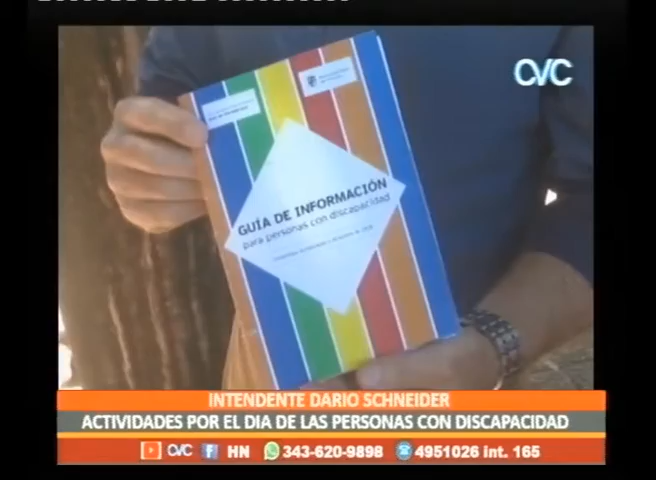 CVC
GUÍA DE INFORMACIÓN
para personas con discapacidad
INTENDENTE DARIO SCHNEIDER
ACTIVIDADES POR EL DIA DE LAS PERSONAS CON DISCAPACIDAD
CVC f HN 343-620-9898 4951026 int. 165